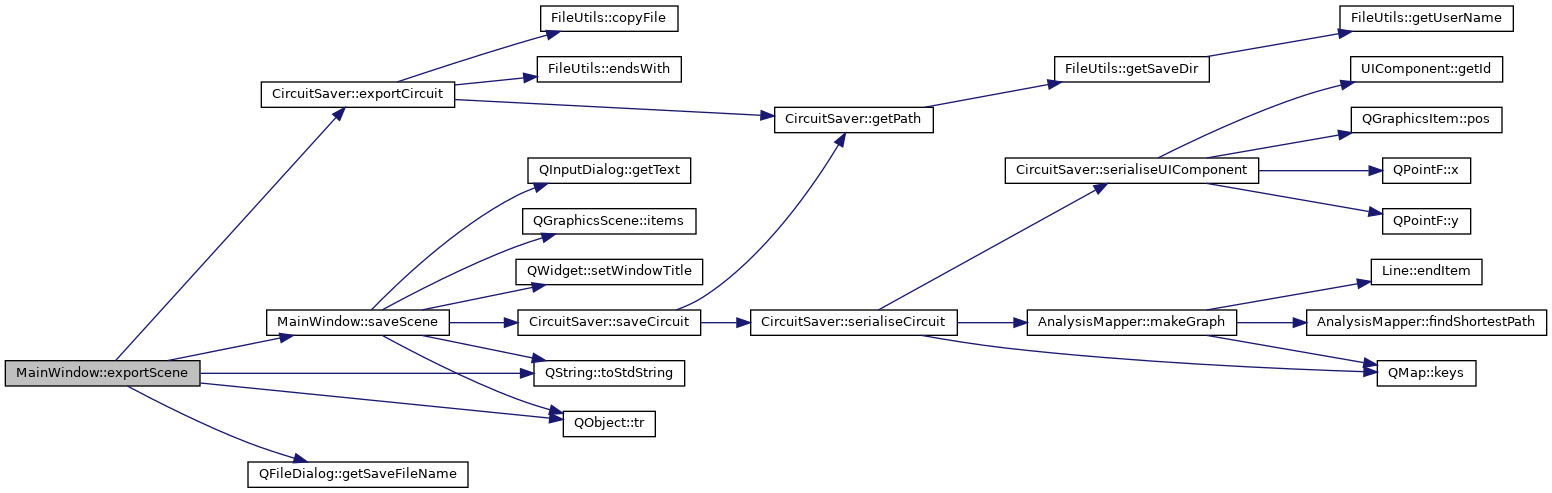 FileUtils::copyFile
FileUtils::getUserName
FileUtils::endsWith
FileUtils::getSaveDir
UIComponent::getId
CircuitSaver::exportCircuit
CircuitSaver::getPath
QGraphicsItem::pos
QInputDialog::getText
CircuitSaver::serialiseUIComponent
QPointF::x
QGraphicsScene::items
QPointF::y
QWidget::setWindowTitle
Line::endItem
MainWindow::saveScene
CircuitSaver::saveCircuit
CircuitSaver::serialiseCircuit
AnalysisMapper::makeGraph
AnalysisMapper::findShortestPath
MainWindow::exportScene
QString::toStdString
QMap::keys
QObject::tr
QFileDialog::getSaveFileName